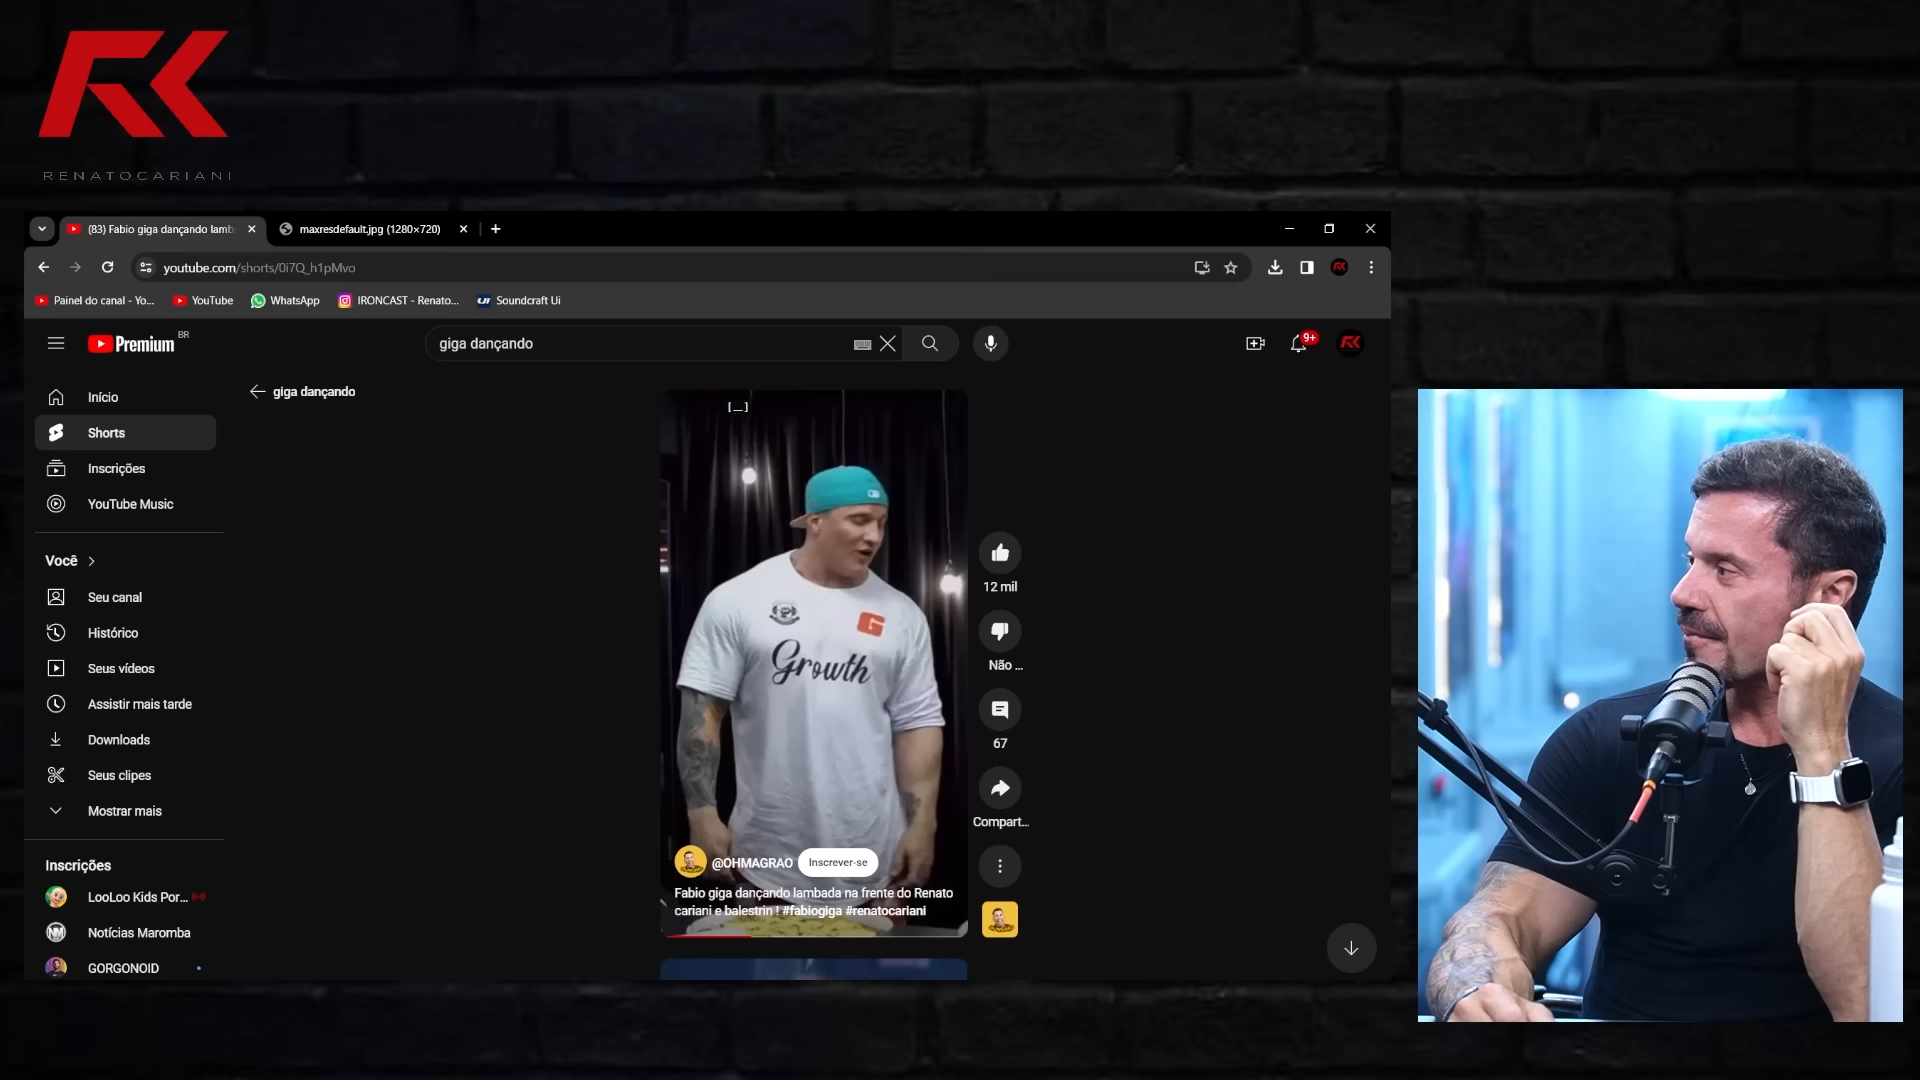 RENATOCARIANI
(83) Fabio giga dançando lamb
maxresdefault.jpg (1280×720)
youtube.com/shorts/0i7Q_h1pMvo
Painel do canal - Yo...
YouTube
WhatsApp
IRONCAST - Renato...
Soundcraft Ui
Premium BR
giga dançando
9+
Início
giga dançando
Shorts
Inscrições
YouTube Music
Você
Seu canal
Histórico
Seus vídeos
Assistir mais tarde
Downloads
Seus clipes
Mostrar mais
Inscrições
LooLoo Kids Por...
Notícias Maromba
GORGONOID
G
Growth
12 mil
Não ...
67
Compart...
@OHMAGRAO
Inscrever-se
Fabio giga dançando lambada na frente do Renato
cariani e balestrin ! #fabiogiga #renatocariani